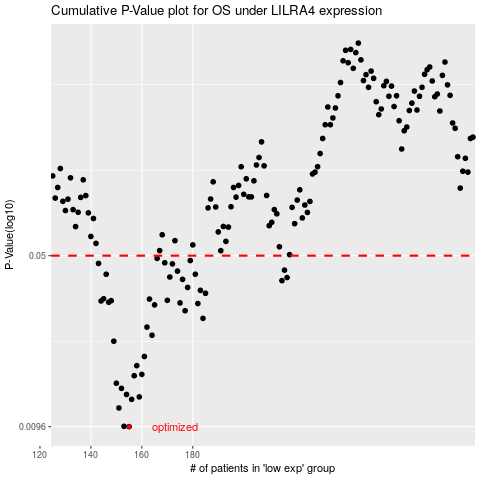 Cumulative P-Value plot for OS under LILRA4 expression
P-Value(log10)
0.05
0.0096
optimized
120 140 160 180
# of patients in 'low exp' group